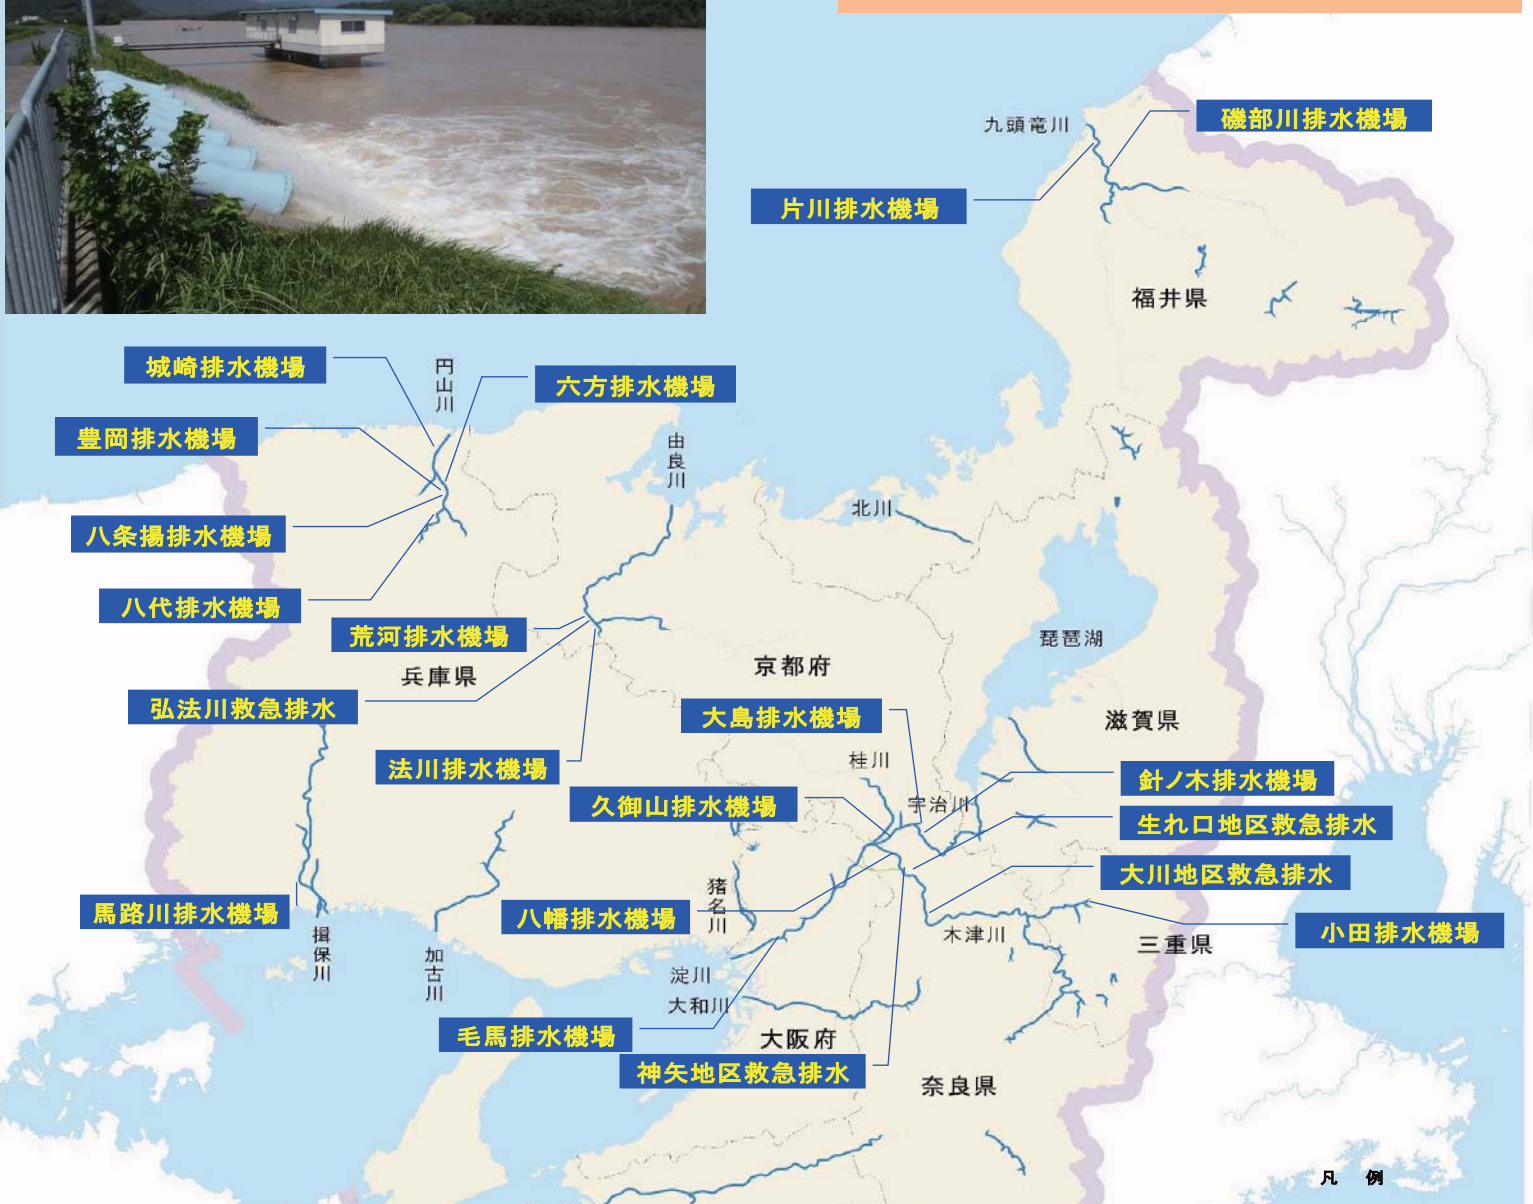 九頭竜川
磯部川排水機場
片川排水機場
福井県
城崎排水機場
円山川
六方排水機場
豊岡排水機場
由良川
北川
八条揚排水機場
八代排水機場
荒河排水機場
琵琶湖
兵庫県
京都府
弘法川救急排水
大島排水機場
滋賀県
法川排水機場
桂川
針ノ木排水機場
久御山排水機場
宇治川
生れ口地区救急排水
大川地区救急排水
猪名川
馬路川排水機場
八幡排水機場
小田排水機場
揖保川
加古川
木津川
三重県
淀川
大和川
毛馬排水機場
大阪府
神矢地区救急排水
奈良県
凡 例